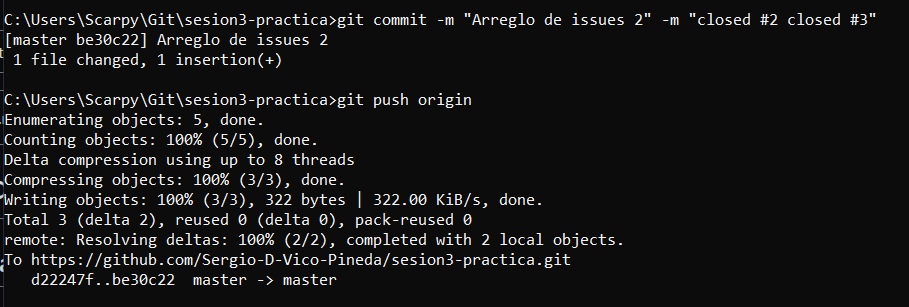 C:\Users\Scarpy\Git\sesion3-practica>git commit -m "Arreglo de issues 2" -m "closed #2 closed #3"
[master be30c22] Arreglo de issues 2
 1 file changed, 1 insertion(+)

C:\Users\Scarpy\Git\sesion3-practica>git push origin
Enumerating objects: 5, done.
Counting objects: 100% (5/5), done.
Delta compression using up to 8 threads
Compressing objects: 100% (3/3), done.
Writing objects: 100% (3/3), 322 bytes | 322.00 KiB/s, done.
Total 3 (delta 2), reused 0 (delta 0), pack-reused 0
remote: Resolving deltas: 100% (2/2), completed with 2 local objects.
To https://github.com/Sergio-D-Vico-Pineda/sesion3-practica.git
   d22247f..be30c22  master -> master